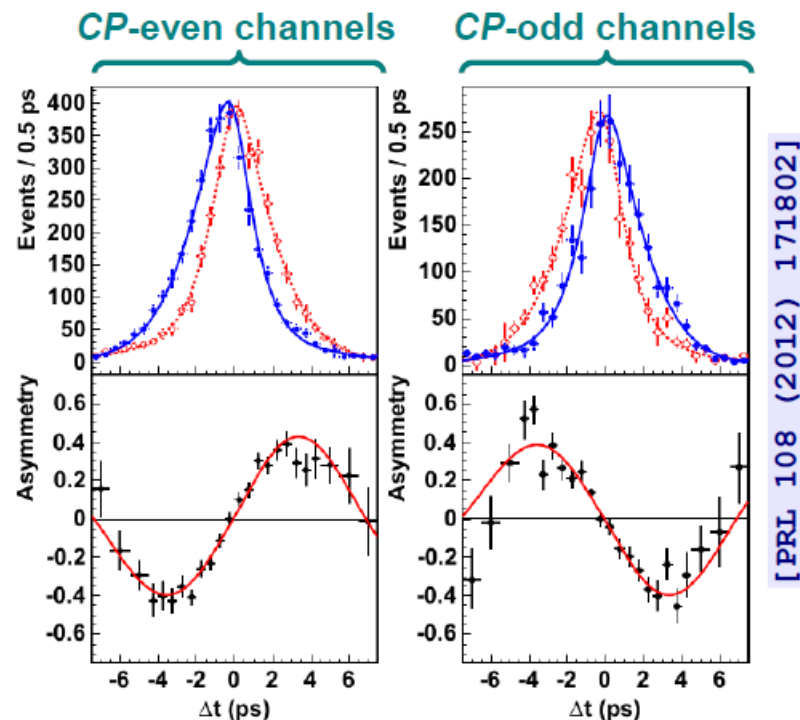 CP-even channels
CP-odd channels
Events / 0.5 ps
400
350
300
250
200
150
100
50
0
Events / 0.5 ps
250
200
150
100
50
0
Asymmetry
0.6
0.4
0.2
0
-0.2
-0.4
-0.6
-6 -4 -2 0 2 4 6
Δt (ps)
Asymmetry
0.6
0.4
0.2
0
-0.2
-0.4
-0.6
-6 -4 -2 0 2 4 6
Δt (ps)
[PRL 108 (2012) 171802]